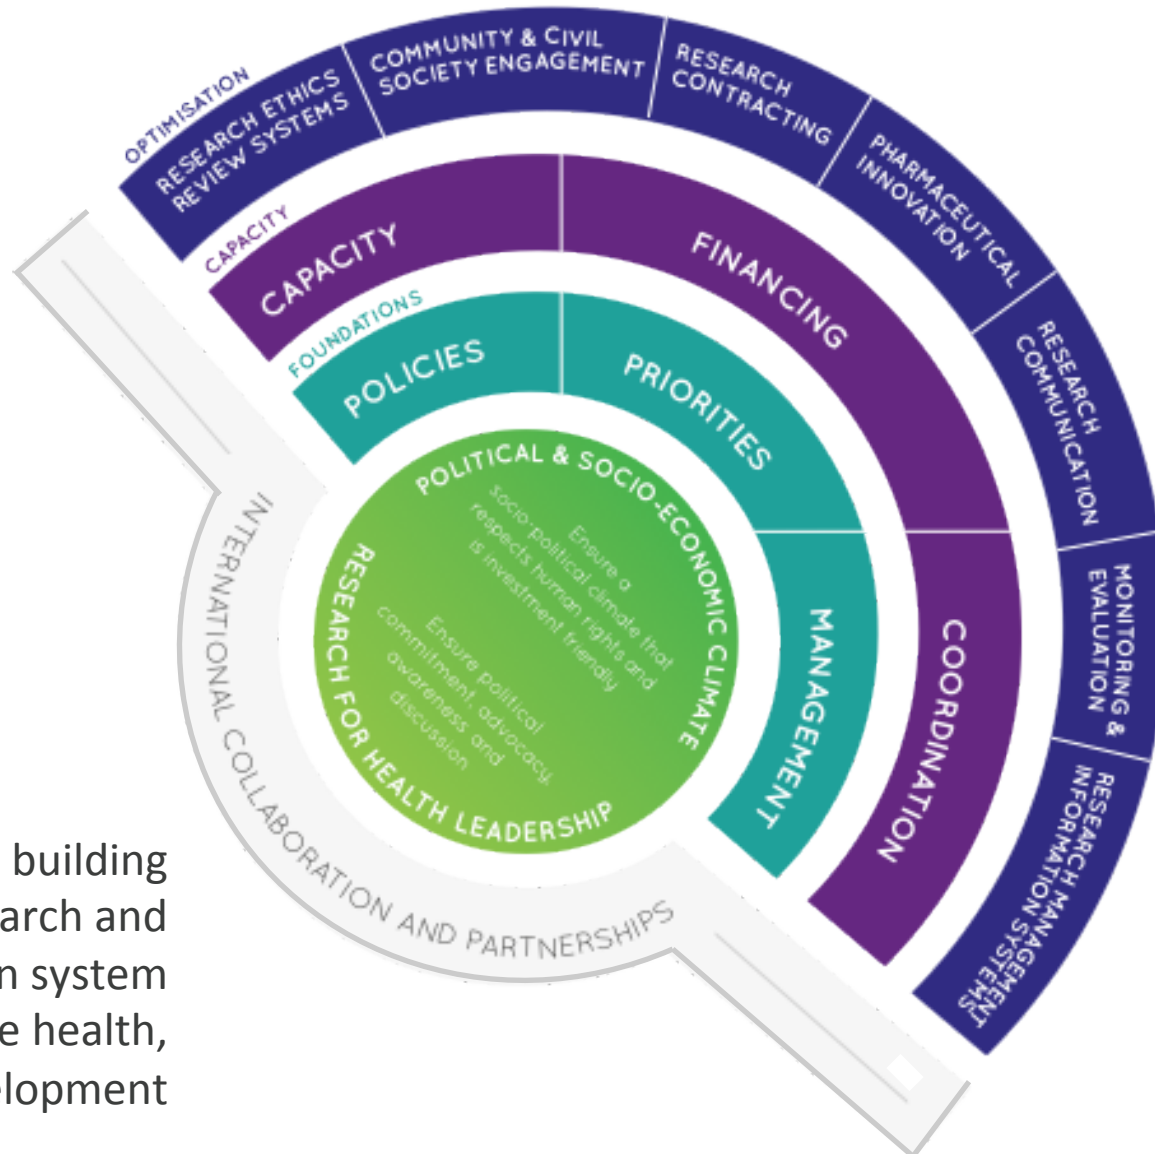 OPTIMISATION
RESEARCH ETHICS
REVIEW SYSTEMS
COMMUNITY & CIVIL
SOCIETY ENGAGEMENT
RESEARCH
CONTRACTING
PHARMACEUTICAL
INNOVATION
RESEARCH
COMMUNICATION
MONITORING &
EVALUATION
RESEARCH MANAGEMENT
INFORMATION SYSTEMS
CAPACITY
CAPACITY
FINANCING
COORDINATION
FOUNDATIONS
POLICIES
PRIORITIES
MANAGEMENT
POLITICAL & SOCIO-ECONOMIC CLIMATE
Ensure a
socio-political climate that
respects human rights and
is investment friendly
Ensure political
commitment, advocacy,
awareness and
discussion
RESEARCH FOR HEALTH LEADERSHIP
INTERNATIONAL COLLABORATION AND PARTNERSHIPS
building
arch and
n system
e health,
elopment